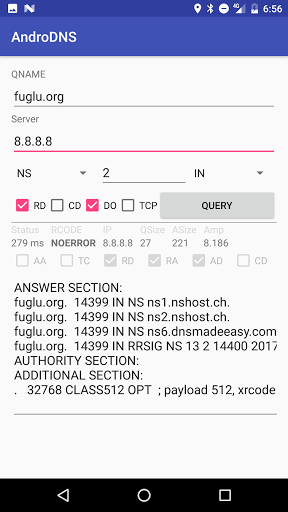 6:56
AndroDNS
QNAME
fuglu.org
Server
8.8.8.8
NS 2 IN
RD CD DO TCP QUERY
Status RCODE IP QSize ASize Amp
279 ms NOERROR 8.8.8.8 27 221 8.186
AA TC RD RA AD CD
ANSWER SECTION:
fuglu.org. 14399 IN NS ns1.nshost.ch.
fuglu.org. 14399 IN NS ns2.nshost.ch.
fuglu.org. 14399 IN NS ns6.dnsmadeeasy.com
fuglu.org. 14399 IN RRSIG NS 13 2 14400 2017
AUTHORITY SECTION:
ADDITIONAL SECTION:
. 32768 CLASS512 OPT ; payload 512, xrcode